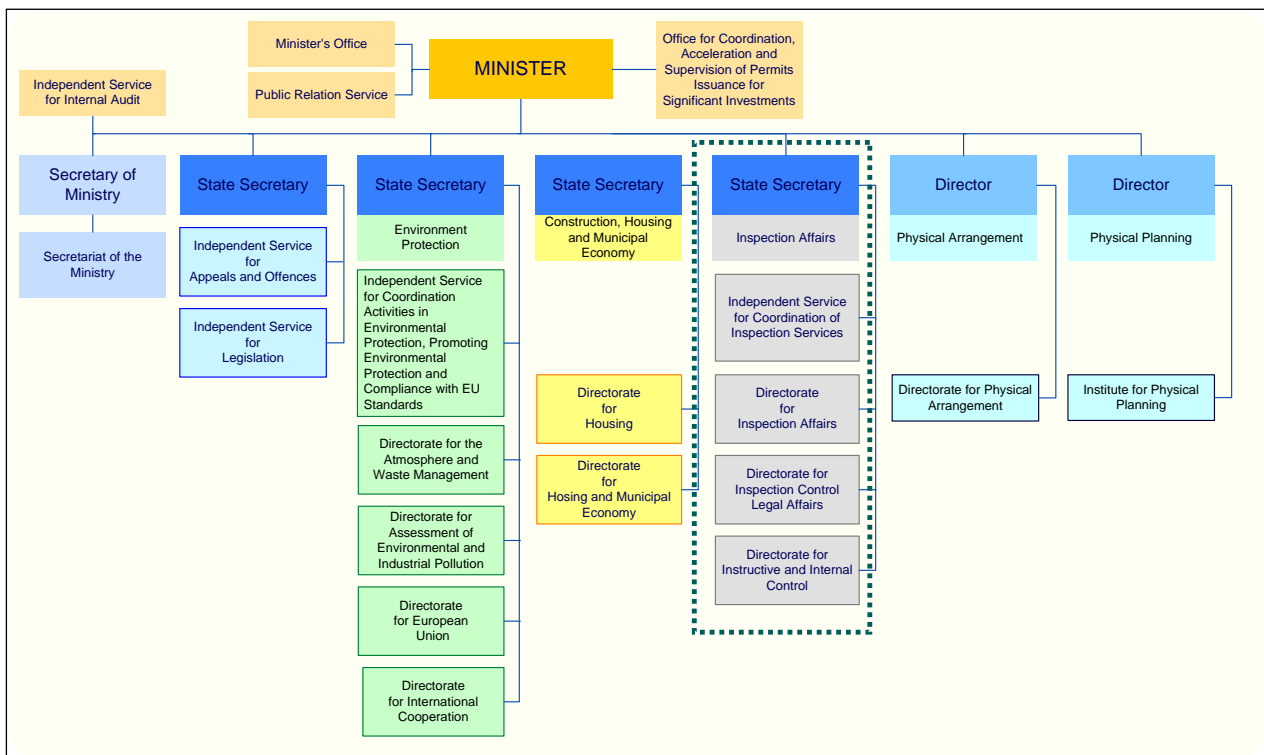 Minister's Office
Public Relation Service
MINISTER
Office for Coordination,
Acceleration and
Supervision of Permits
Issuance for
Significant Investments
Independent Service
for Internal Audit
Secretary of
Ministry
Secretariat of the
Ministry
State Secretary
Independent Service
for
Appeals and Offences
Independent Service
for
Legislation
State Secretary
Environment
Protection
Independent Service
for Coordination
Activities in
Environmental
Protection, Promoting
Environmental
Protection and
Compliance with EU
Standards
Directorate for the
Atmosphere and
Waste Management
Directorate for
Assessment of
Environmental and
Industrial Pollution
Directorate
for European
Union
Directorate
for International
Cooperation
State Secretary
Construction, Housing
and Municipal
Economy
Directorate
for
Housing
Directorate
for
Hosing and Municipal
Economy
State Secretary
Inspection Affairs
Independent Service
for Coordination of
Inspection Services
Directorate
for
Inspection Affairs
Directorate for
Inspection Control
Legal Affairs
Directorate for
Instructive and Internal
Control
Director
Physical Arrangement
Directorate for Physical
Arrangement
Director
Physical Planning
Institute for Physical
Planning